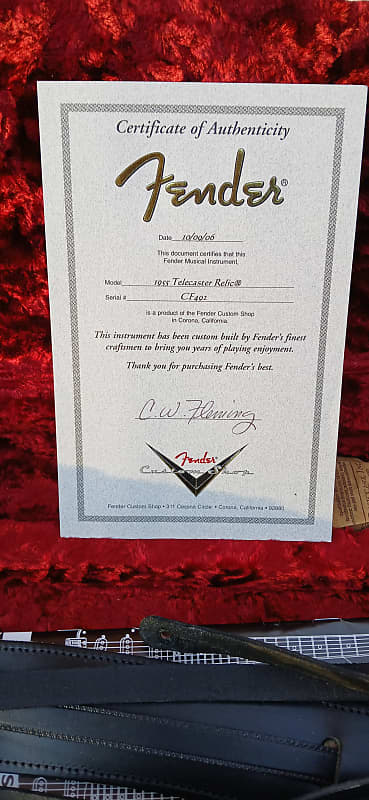 Certificate of Authenticity
Fender®
Date 10/09/06
This document certifies that this
Fender Musical Instrument,
Model 1955 Telecaster Relic®
Serial # CF492
is a product of the Fender Custom Shop
in Corona, California.
This instrument has been custom built by Fender's finest
craftsmen to bring you years of playing enjoyment.
Thank you for purchasing Fender's best.
C.W. Fleming
Fender
Custom Shop
Fender Custom Shop • 311 Corona Circle • Corona, California • 92880
S